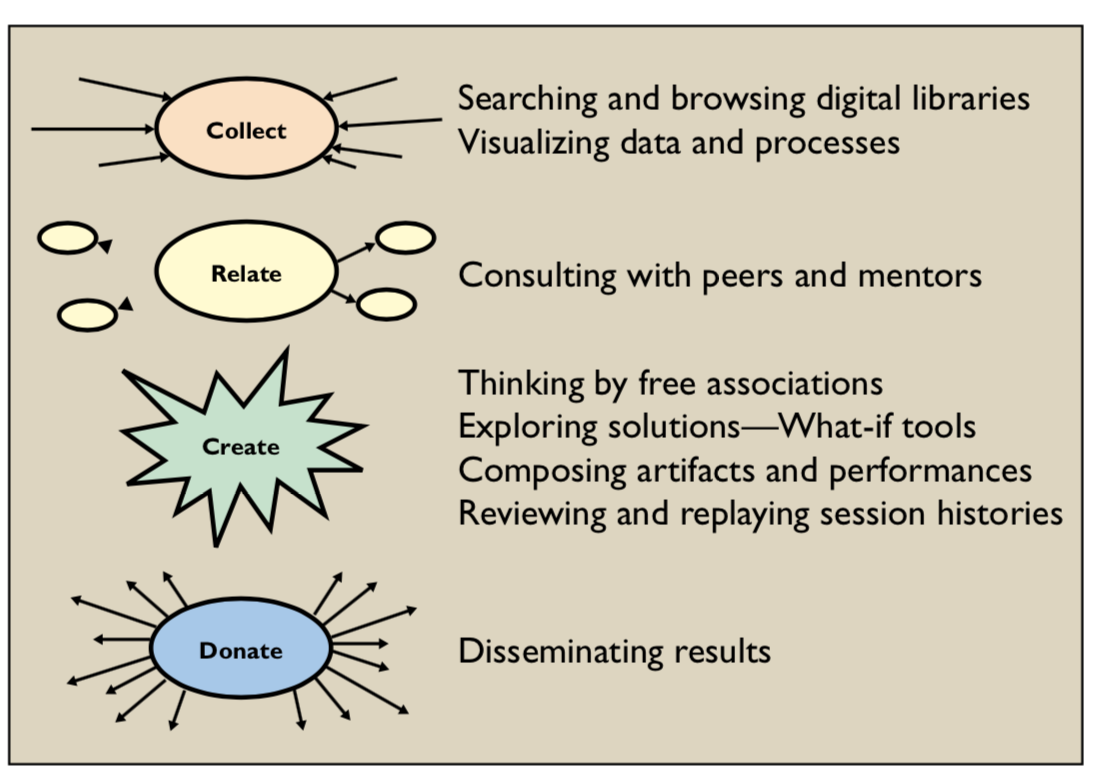 Collect
Searching and browsing digital libraries
Visualizing data and processes
Relate
Consulting with peers and mentors
Create
Thinking by free associations
Exploring solutions—What-if tools
Composing artifacts and performances
Reviewing and replaying session histories
Donate
Disseminating results